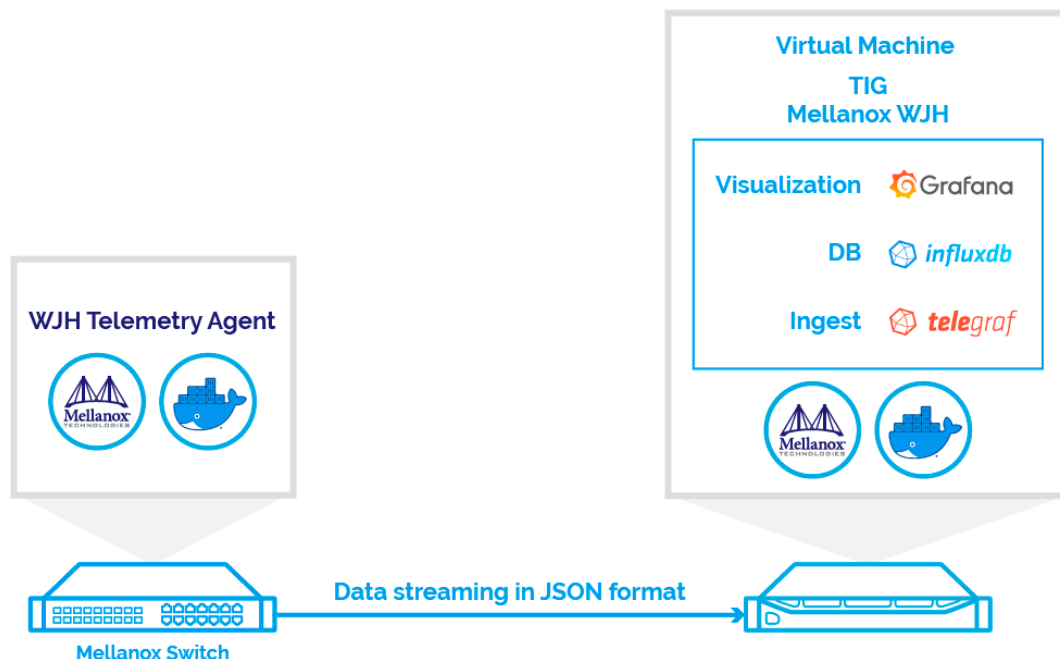 Virtual Machine
TIG
Mellanox WJH
Visualization Grafana
DB influxdb
Ingest telegraf
WJH Telemetry Agent
Mellanox
TECHNOLOGIES
Mellanox
TECHNOLOGIES
Data streaming in JSON format
Mellanox Switch